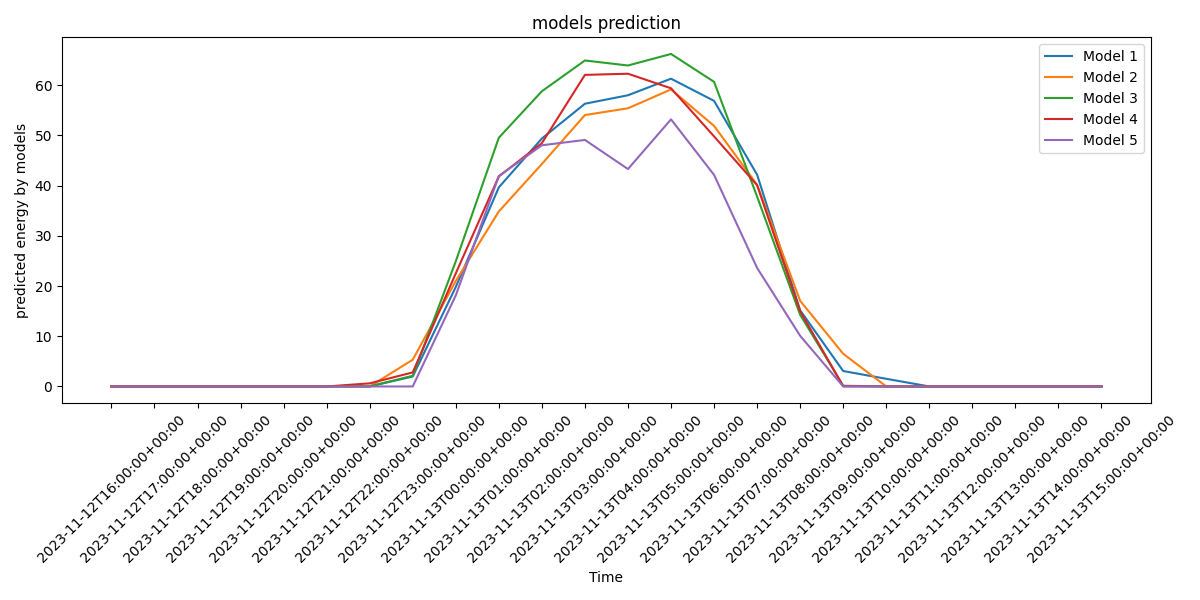 models prediction
Model 1
Model 2
Model 3
Model 4
Model 5
predicted energy by models
60
50
40
30
20
10
0
2023-11-12T16:00:00+00:00
2023-11-12T17:00:00+00:00
2023-11-12T18:00:00+00:00
2023-11-12T19:00:00+00:00
2023-11-12T20:00:00+00:00
2023-11-12T21:00:00+00:00
2023-11-12T22:00:00+00:00
2023-11-12T23:00:00+00:00
2023-11-13T00:00:00+00:00
2023-11-13T01:00:00+00:00
2023-11-13T02:00:00+00:00
2023-11-13T03:00:00+00:00
2023-11-13T04:00:00+00:00
2023-11-13T05:00:00+00:00
2023-11-13T06:00:00+00:00
2023-11-13T07:00:00+00:00
2023-11-13T08:00:00+00:00
2023-11-13T09:00:00+00:00
2023-11-13T10:00:00+00:00
2023-11-13T11:00:00+00:00
2023-11-13T12:00:00+00:00
2023-11-13T13:00:00+00:00
2023-11-13T14:00:00+00:00
2023-11-13T15:00:00+00:00
Time